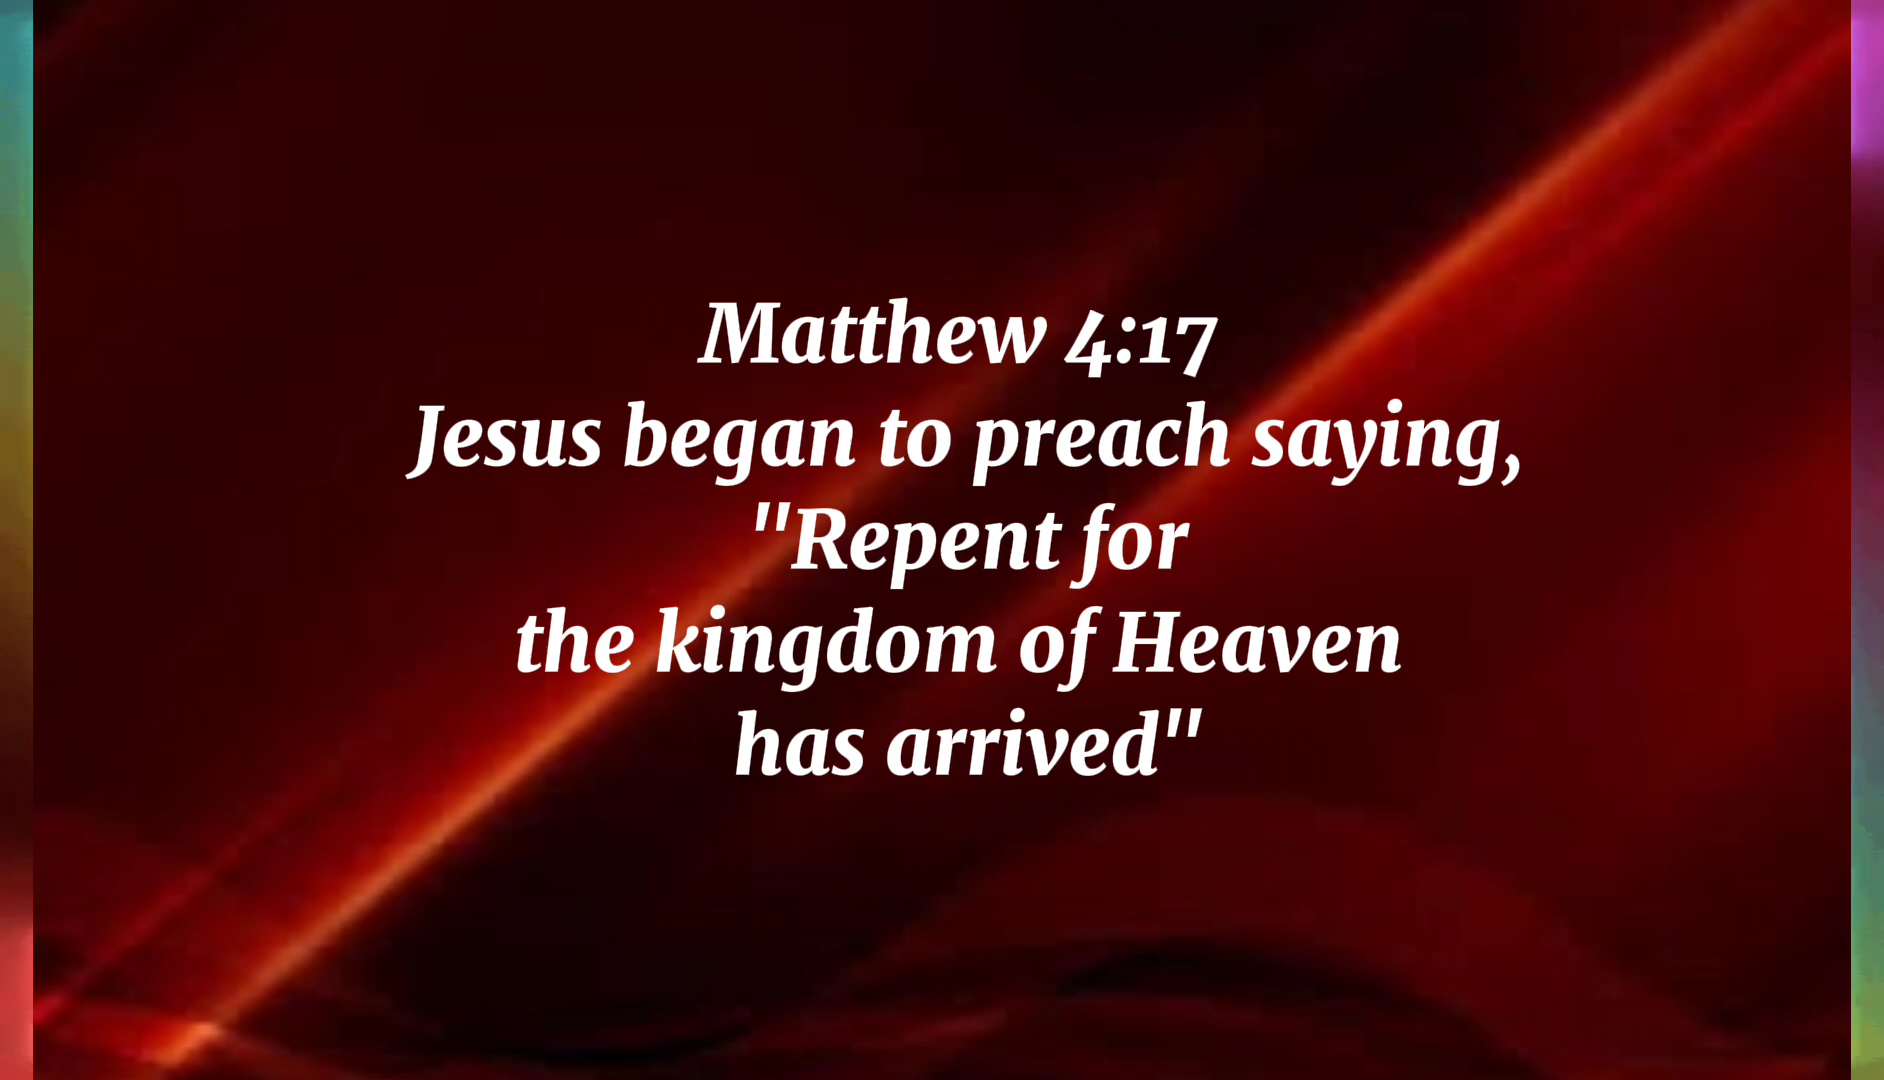 Matthew 4:17
Jesus began to preach saying,
"Repent for
the kingdom of Heaven
has arrived"